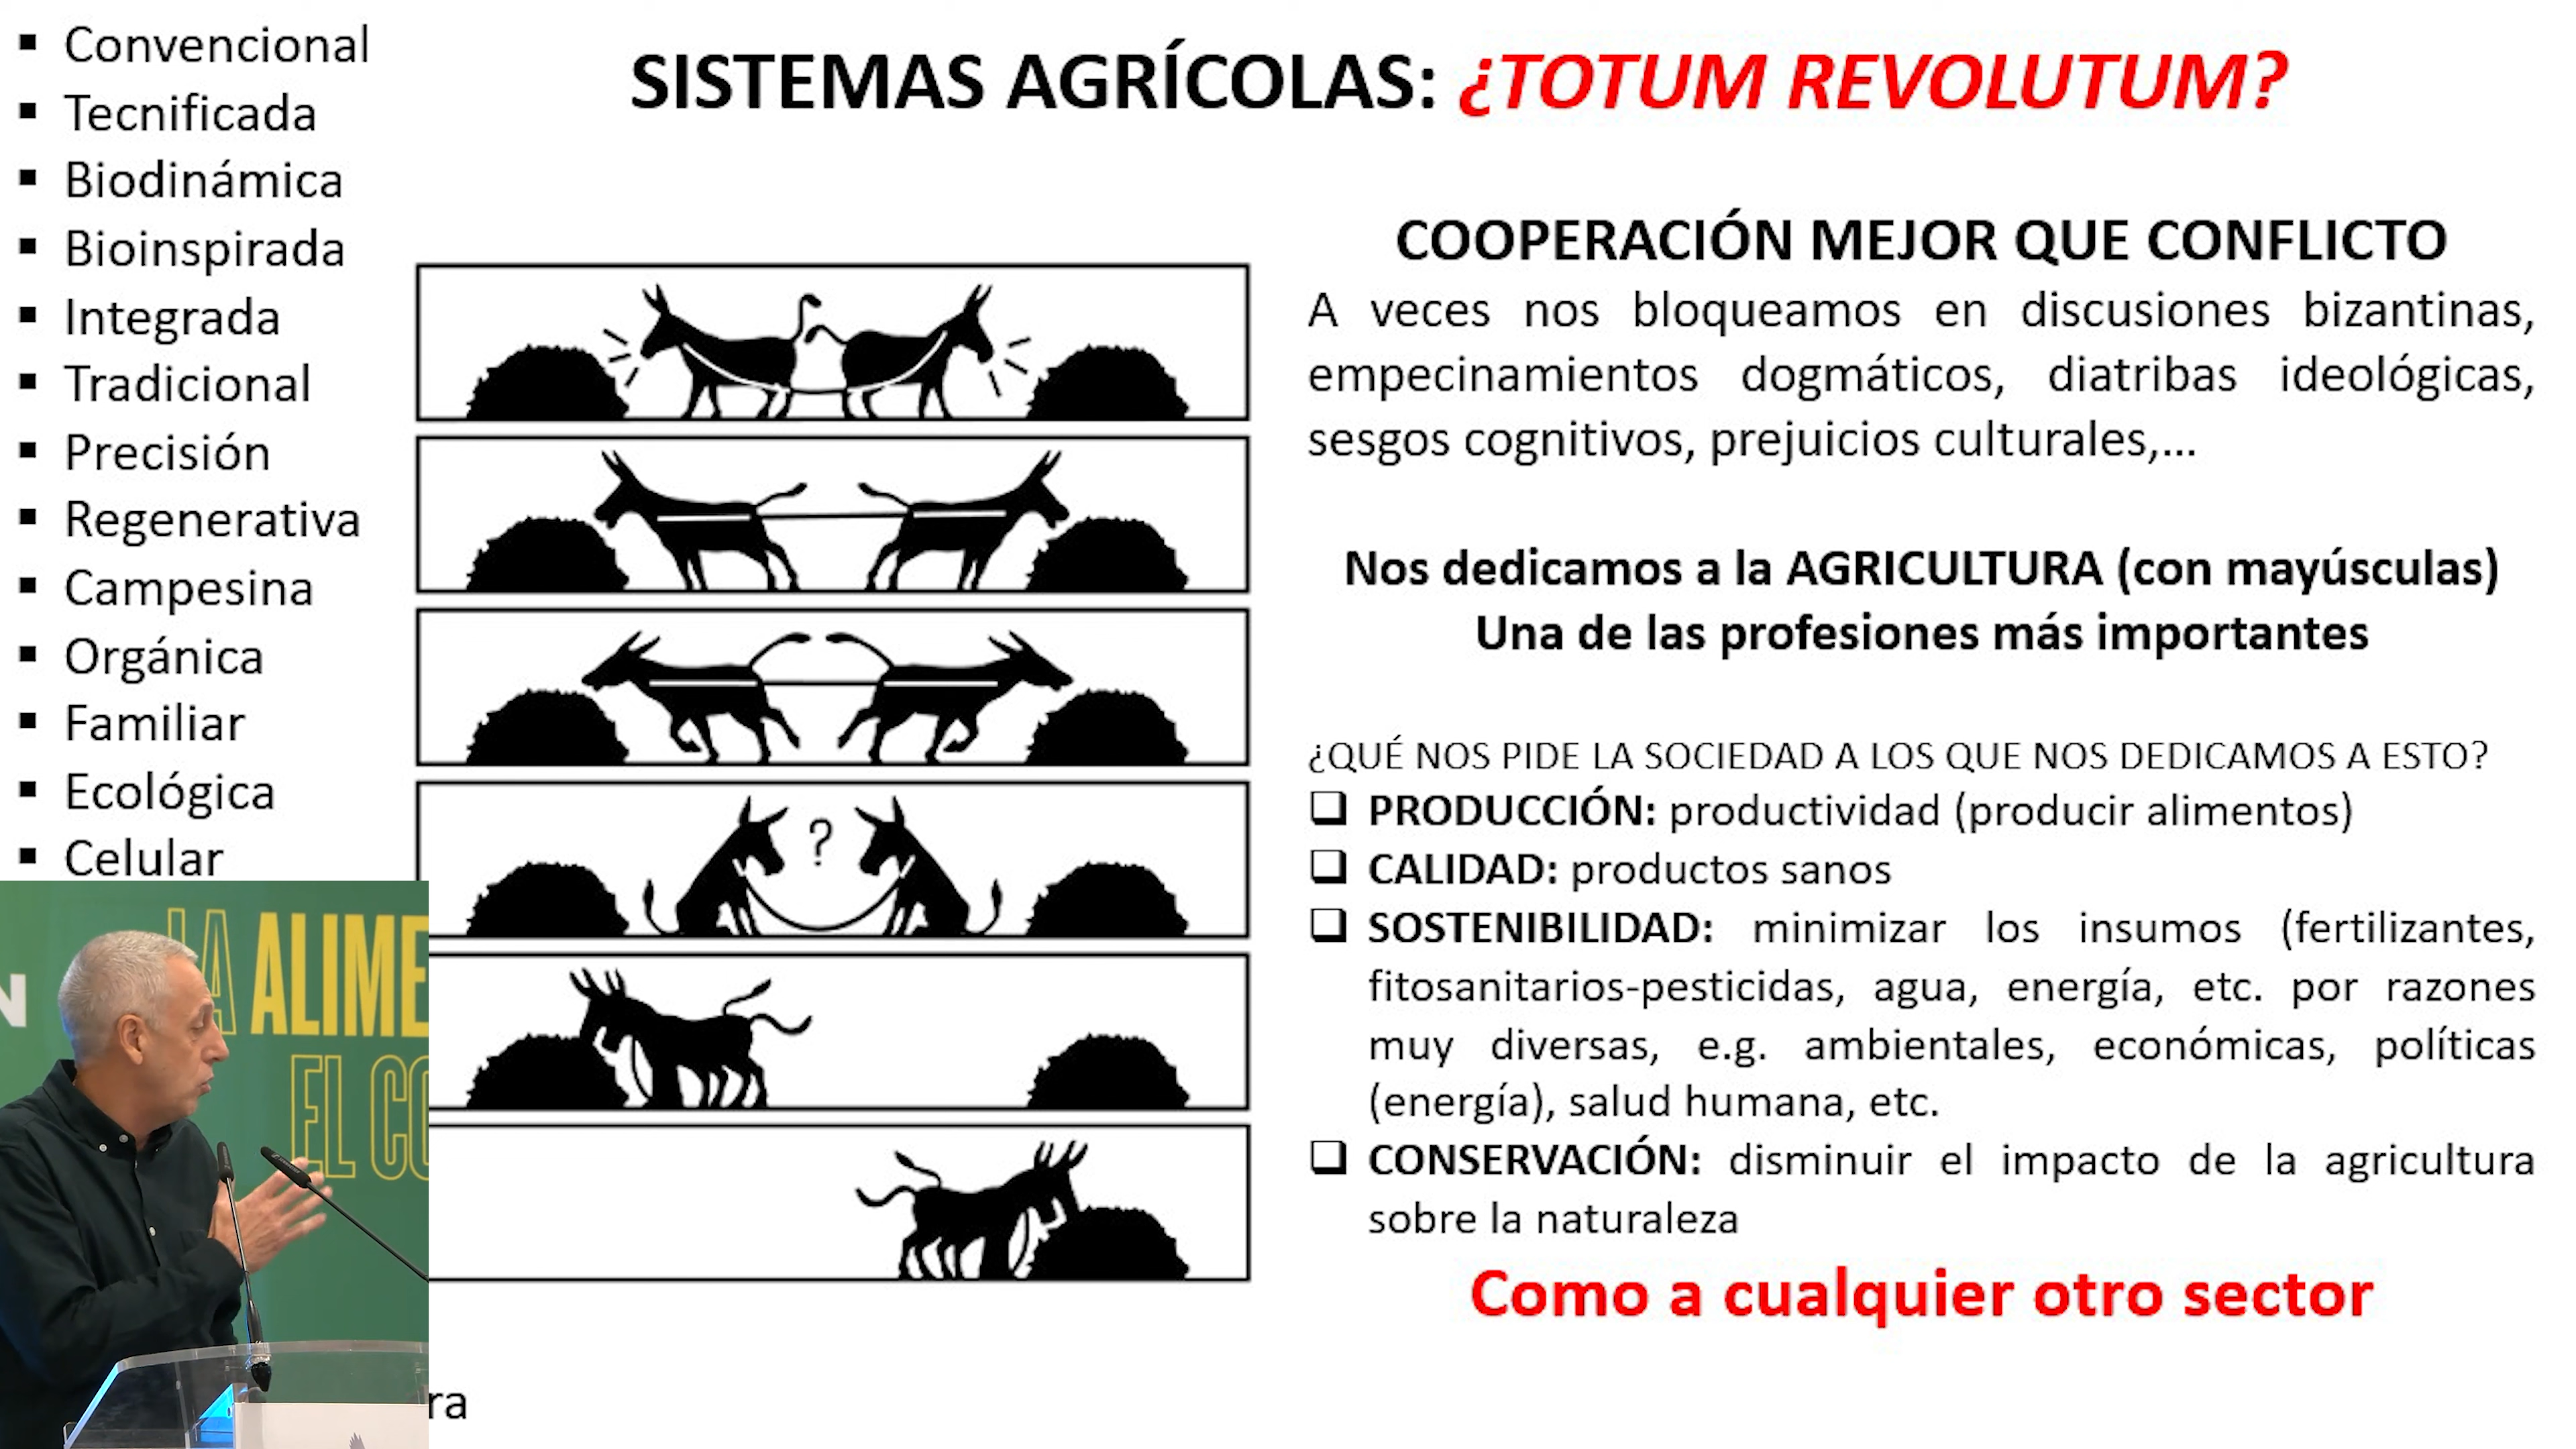 ▪ Convencional
▪ Tecnificada
▪ Biodinámica
▪ Bioinspirada
▪ Integrada
▪ Tradicional
▪ Precisión
▪ Regenerativa
▪ Campesina
▪ Orgánica
▪ Familiar
▪ Ecológica
▪ Celular
SISTEMAS AGRÍCOLAS: ¿TOTUM REVOLUTUM?
?
COOPERACIÓN MEJOR QUE CONFLICTO
A veces nos bloqueamos en discusiones bizantinas,
empecinamientos dogmáticos, diatribas ideológicas,
sesgos cognitivos, prejuicios culturales,...
Nos dedicamos a la AGRICULTURA (con mayúsculas)
Una de las profesiones más importantes
¿QUÉ NOS PIDE LA SOCIEDAD A LOS QUE NOS DEDICAMOS A ESTO?
❑ PRODUCCIÓN: productividad (producir alimentos)
❑ CALIDAD: productos sanos
❑ SOSTENIBILIDAD: minimizar los insumos (fertilizantes,
fitosanitarios-pesticidas, agua, energía, etc. por razones
muy diversas, e.g. ambientales, económicas, políticas
(energía), salud humana, etc.
❑ CONSERVACIÓN: disminuir el impacto de la agricultura
sobre la naturaleza
Como a cualquier otro sector
N
LA ALIME
EL CO
ra